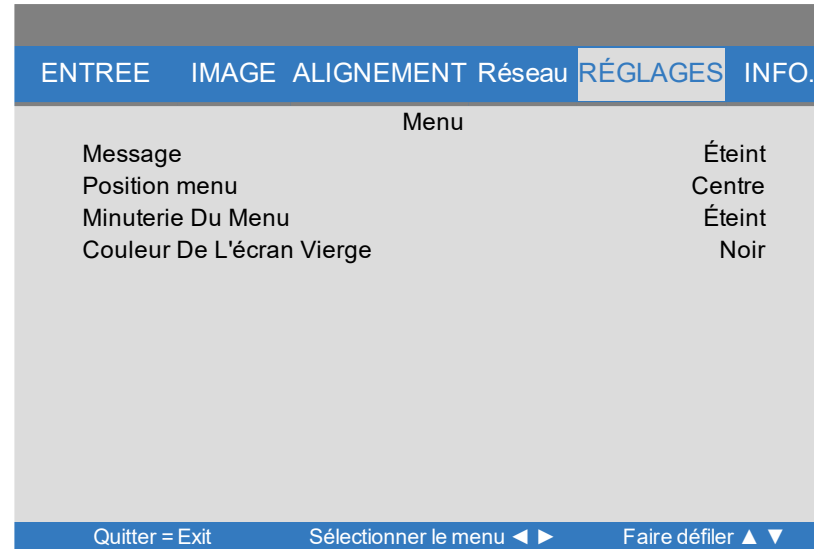 ENTREE IMAGE ALIGNEMENT Réseau RÉGLAGES INFO.
Menu
Message Éteint
Position menu Centre
Minuterie Du Menu Éteint
Couleur De L'écran Vierge Noir
Quitter = Exit Sélectionner le menu ◄ ► Faire défiler ▲ ▼